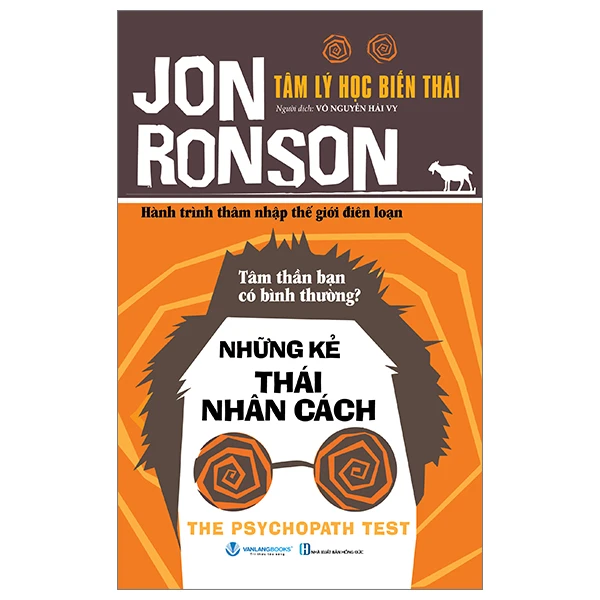 JON
RONSON
TÂM LÝ HỌC BIẾN THÁI
Người dịch: VÕ NGUYỄN HẢI VY
Hành trình thâm nhập thế giới điên loạn
Tâm thần bạn
có bình thường?
NHỮNG KẺ
THÁI
NHÂN CÁCH
THE PSYCHOPATH TEST
VANLANGBOOKS
NHÀ XUẤT BẢN HỒNG ĐỨC